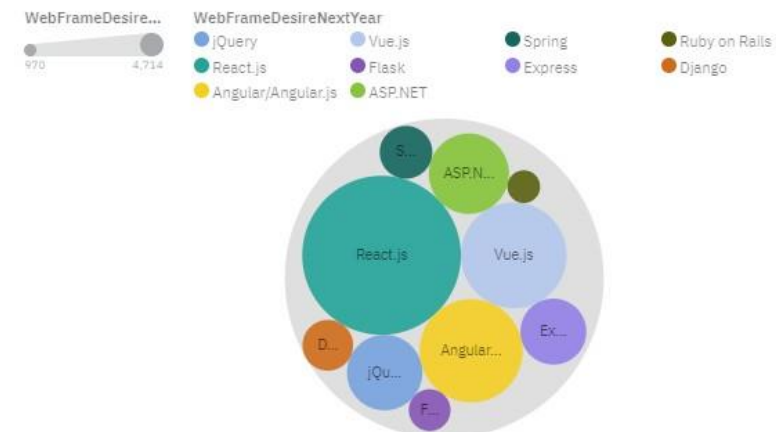 WebFrameDesire... WebFrameDesireNextYear
jQuery Vue.js Spring Ruby on Rails
970 4,714 React.js Flask Express Django
Angular/Angular.js ASP.NET
S...
ASP.N...
React.js Vue.js
Ex...
D... Angular...
jQu...
F...